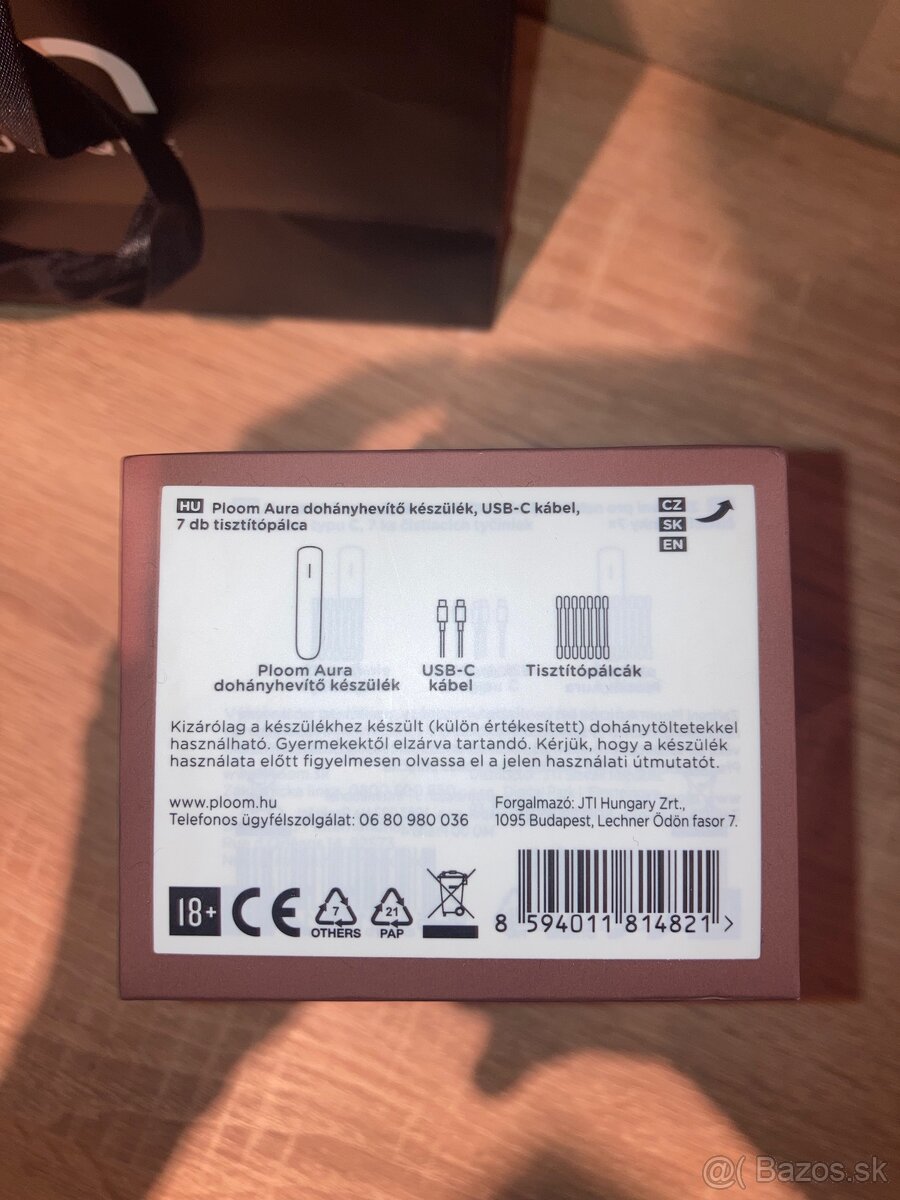 HU Ploom Aura dohányhevítő készülék, USB-C kábel,
7 db tisztítópálca
CZ
SK
EN
Ploom Aura
dohányhevítő készülék
USB-C
kábel
Tisztítópálcák
Kizárólag a készülékhez készült (külön értékesített) dohánytöltetekkel
használható. Gyermekektől elzárva tartandó. Kérjük, hogy a készülék
használata előtt figyelmesen olvassa el a jelen használati útmutatót.
www.ploom.hu
Telefonos ügyfélszolgálat: 06 80 980 036
Forgalmazó: JTI Hungary Zrt.,
1095 Budapest, Lechner Ödön fasor 7.
18+ CE
7
OTHERS
21
PAP
8 594011 814821 >
@( Bazos.sk